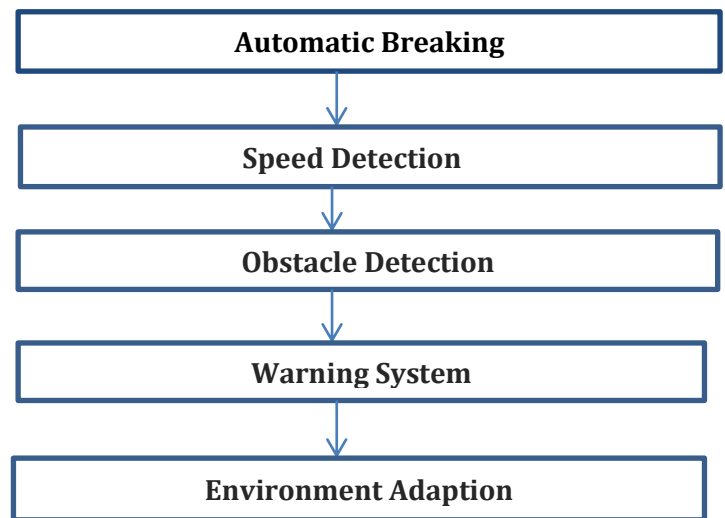 Automatic Breaking
Speed Detection
Obstacle Detection
Warning System
Environment Adaption